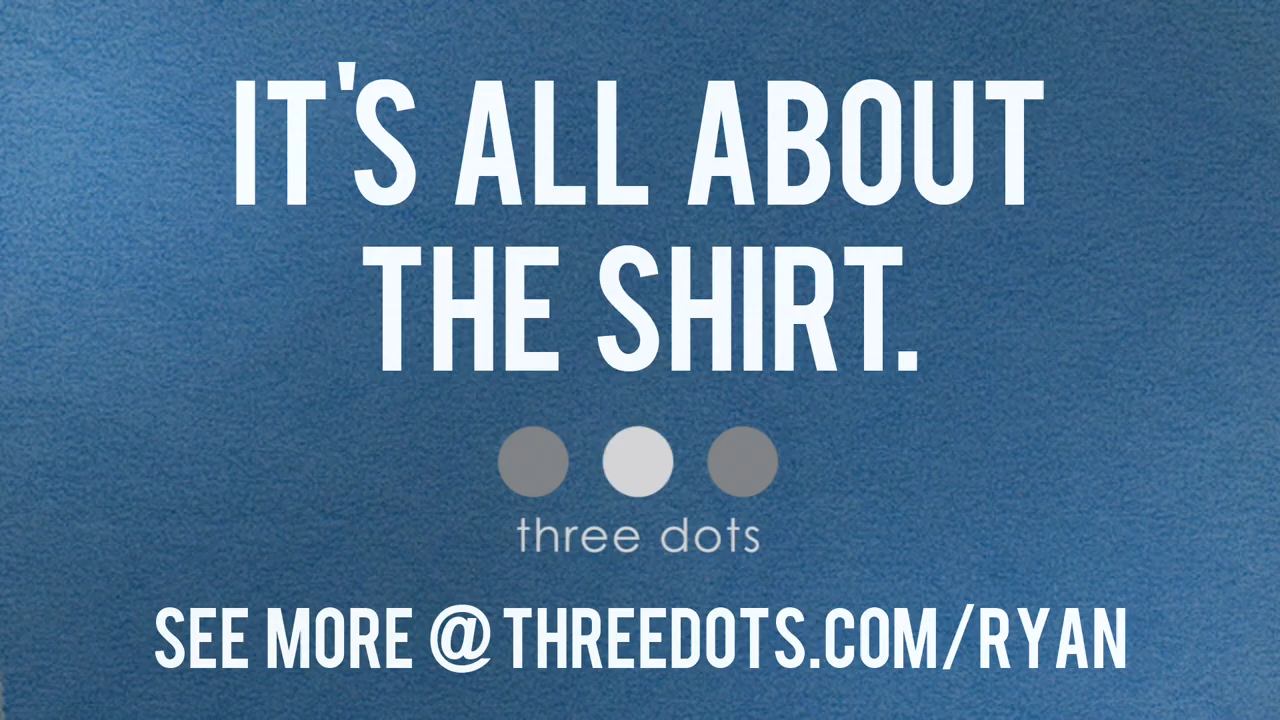 IT'S ALL ABOUT
THE SHIRT.
three dots
SEE MORE @ THREEDOTS.COM/RYAN